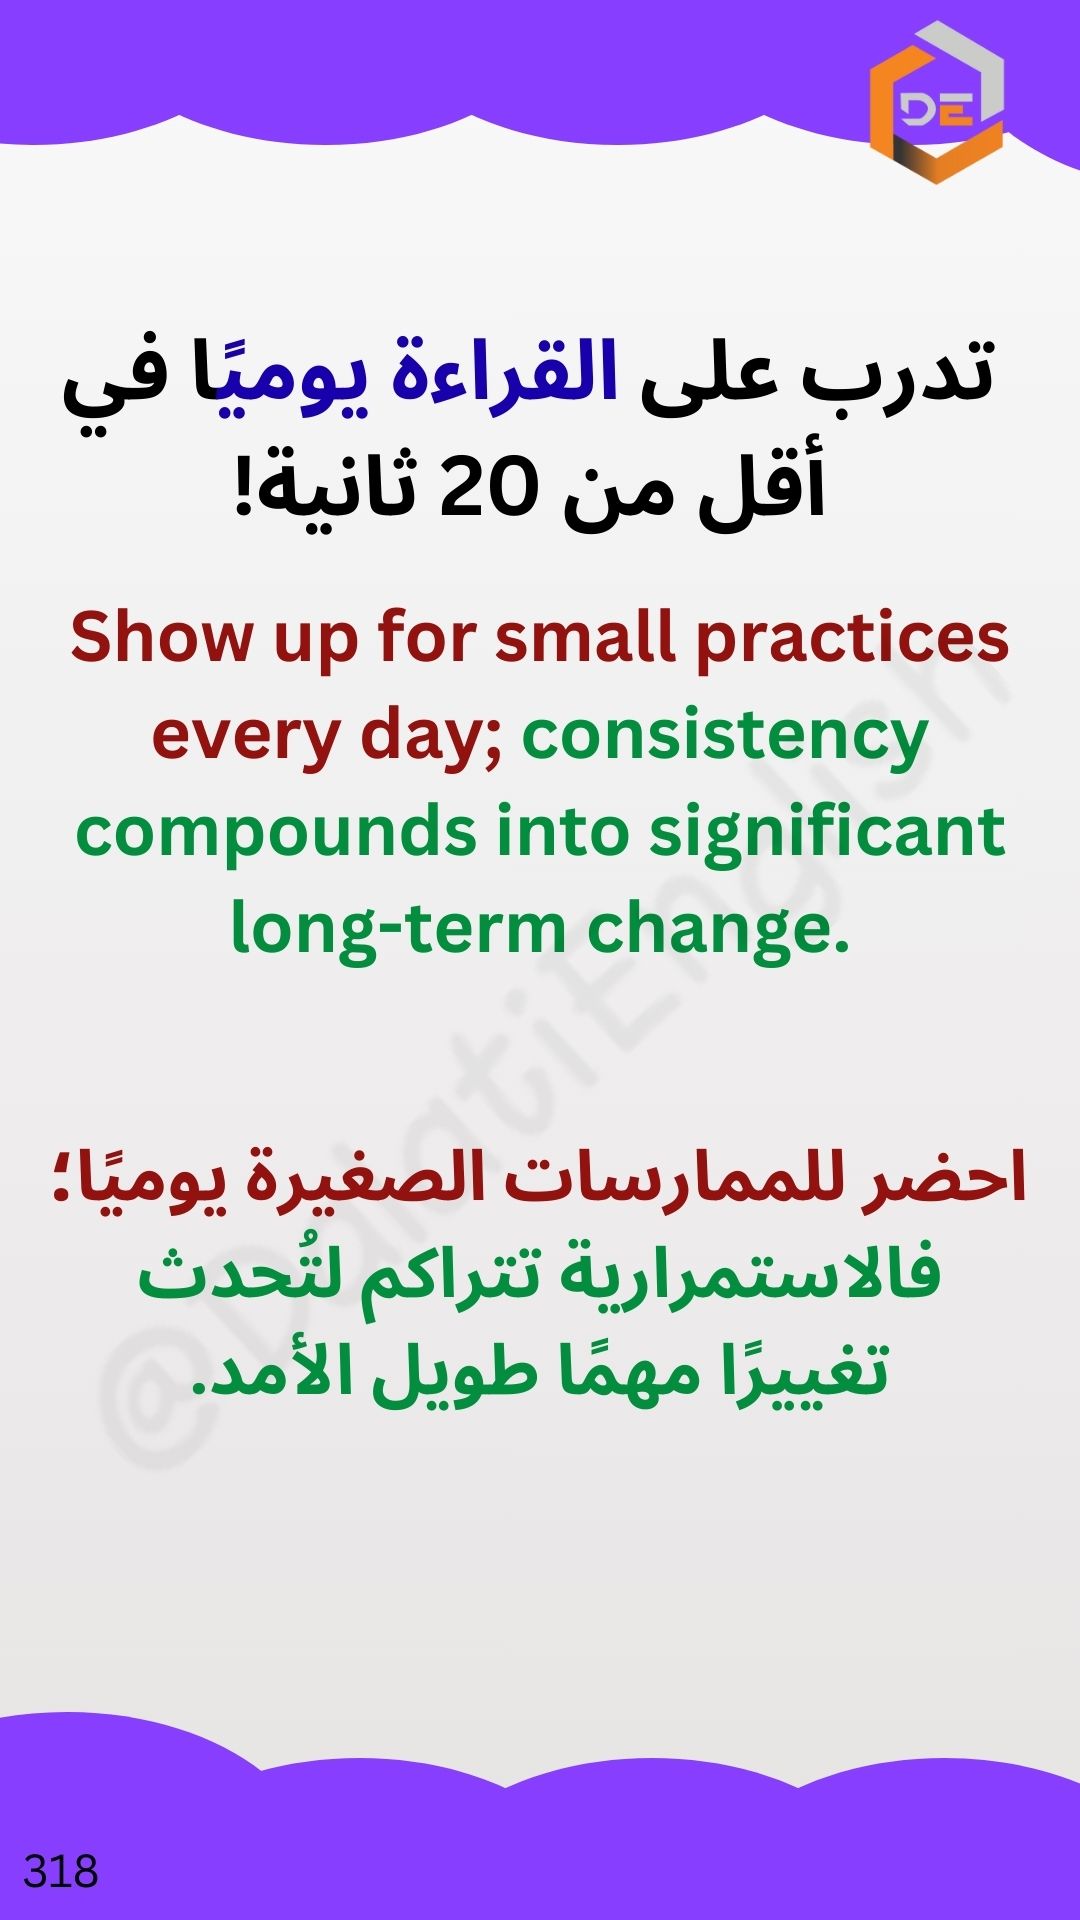 DE
تدرب على القراءة يوميًا في
أقل من 20 ثانية!
Show up for small practices
every day; consistency
compounds into significant
long-term change.
احضر للممارسات الصغيرة يوميًا؛
فالاستمرارية تتراكم لتُحدث
تغييرًا مهمًا طويل الأمد.
@DalatiEnglish
318